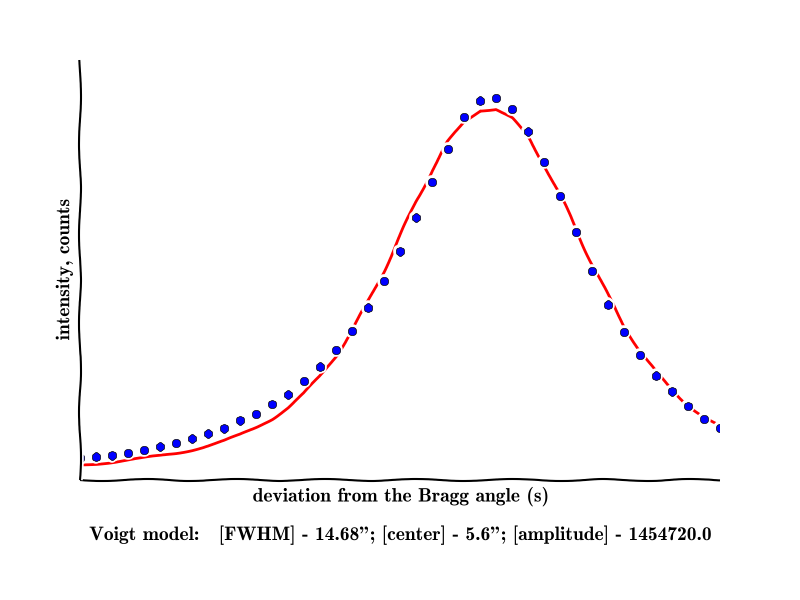 intensity, counts
deviation from the Bragg angle (s)
Voigt model: [FWHM] - 14.68”; [center] - 5.6”; [amplitude] - 1454720.0